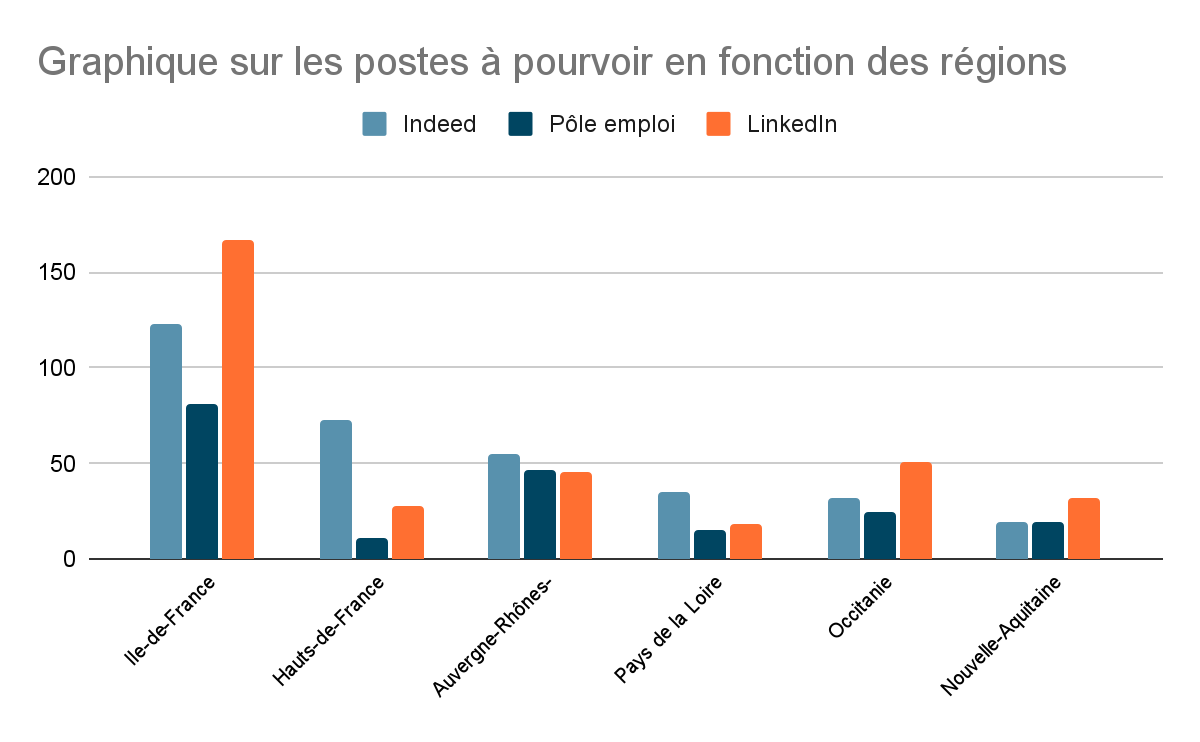 Graphique sur les postes à pourvoir en fonction des régions
Indeed Pôle emploi LinkedIn
200
150
100
50
0
Ile-de-France
Hauts-de-France
Auvergne-Rhônes-
Pays de la Loire
Occitanie
Nouvelle-Aquitaine